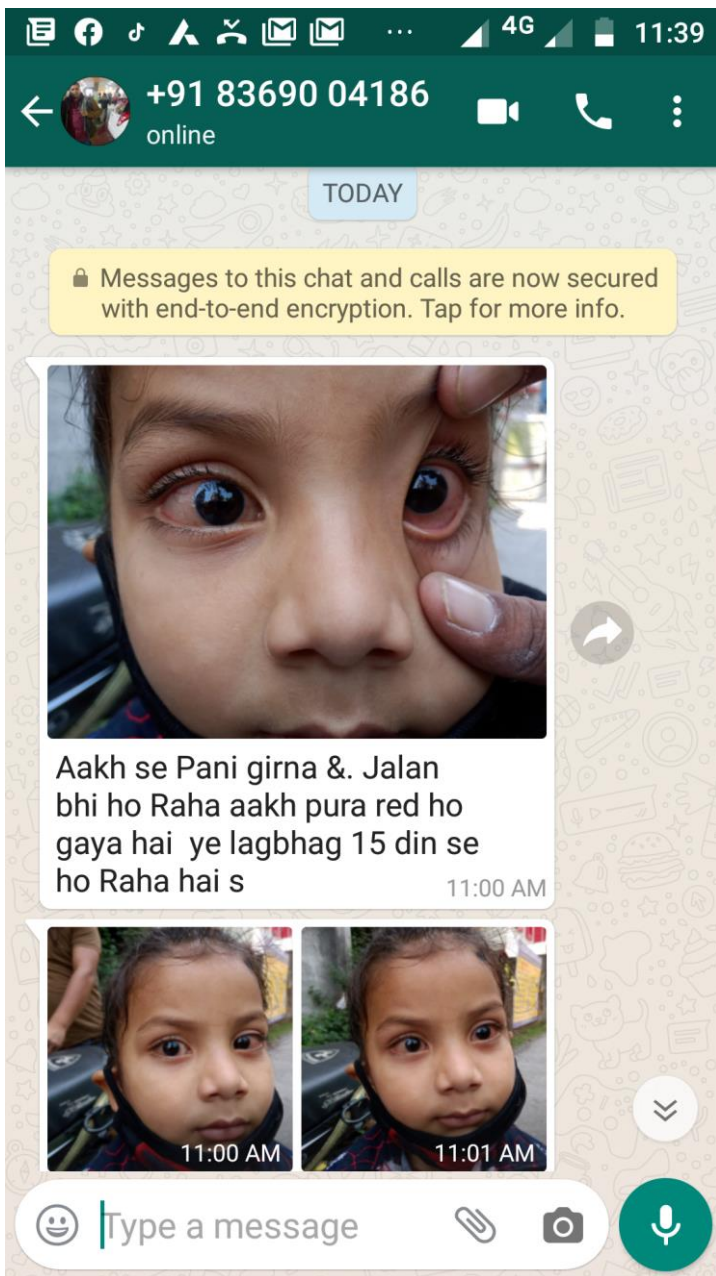 4G 11:39
+91 83690 04186
online
TODAY
Messages to this chat and calls are now secured
with end-to-end encryption. Tap for more info.
Aakh se Pani girna &. Jalan
bhi ho Raha aakh pura red ho
gaya hai ye lagbhag 15 din se
ho Raha hai s
11:00 AM
11:00 AM
11:01 AM
Type a message